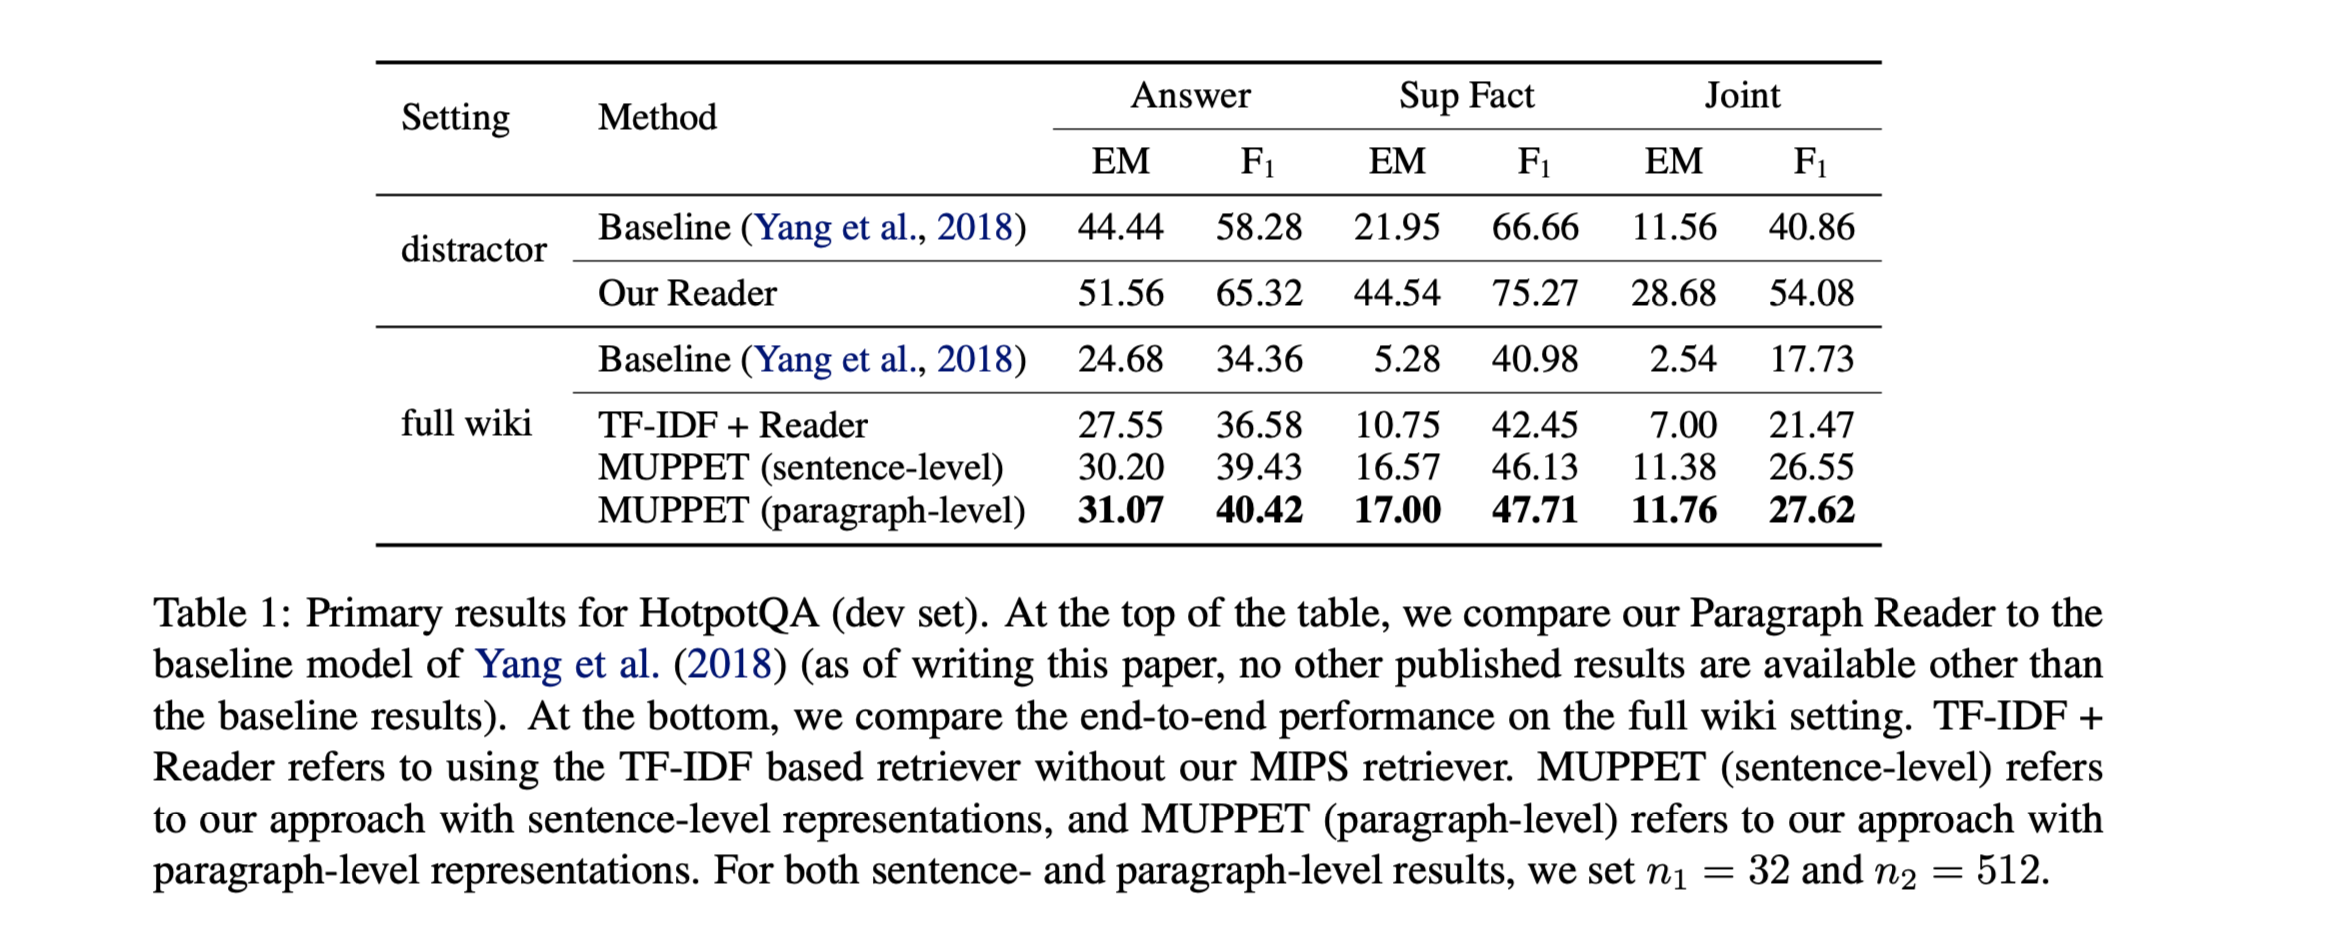 Setting Method Answer Sup Fact Joint
EM F₁ EM F₁ EM F₁
distractor Baseline (Yang et al., 2018) 44.44 58.28 21.95 66.66 11.56 40.86
Our Reader 51.56 65.32 44.54 75.27 28.68 54.08
full wiki Baseline (Yang et al., 2018) 24.68 34.36 5.28 40.98 2.54 17.73
TF-IDF + Reader 27.55 36.58 10.75 42.45 7.00 21.47
MUPPET (sentence-level) 30.20 39.43 16.57 46.13 11.38 26.55
MUPPET (paragraph-level) 31.07 40.42 17.00 47.71 11.76 27.62
Table 1: Primary results for HotpotQA (dev set). At the top of the table, we compare our Paragraph Reader to the
baseline model of Yang et al. (2018) (as of writing this paper, no other published results are available other than
the baseline results). At the bottom, we compare the end-to-end performance on the full wiki setting. TF-IDF +
Reader refers to using the TF-IDF based retriever without our MIPS retriever. MUPPET (sentence-level) refers
to our approach with sentence-level representations, and MUPPET (paragraph-level) refers to our approach with
paragraph-level representations. For both sentence- and paragraph-level results, we set n₁ = 32 and n₂ = 512.